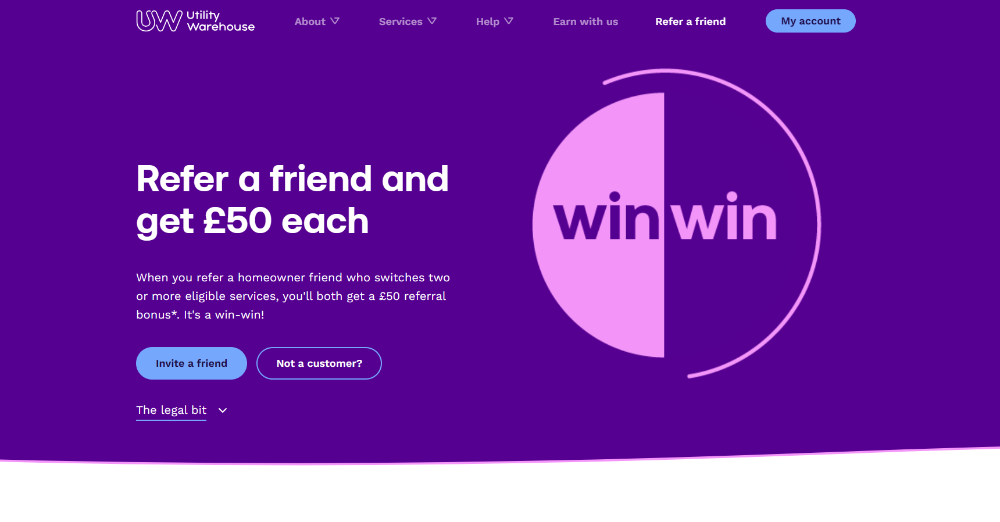 UW Utility
Warehouse
About
Services
Help
Earn with us
Refer a friend
My account
Refer a friend and
get £50 each
win win
When you refer a homeowner friend who switches two
or more eligible services, you'll both get a £50 referral
bonus*. It's a win-win!
Invite a friend
Not a customer?
The legal bit